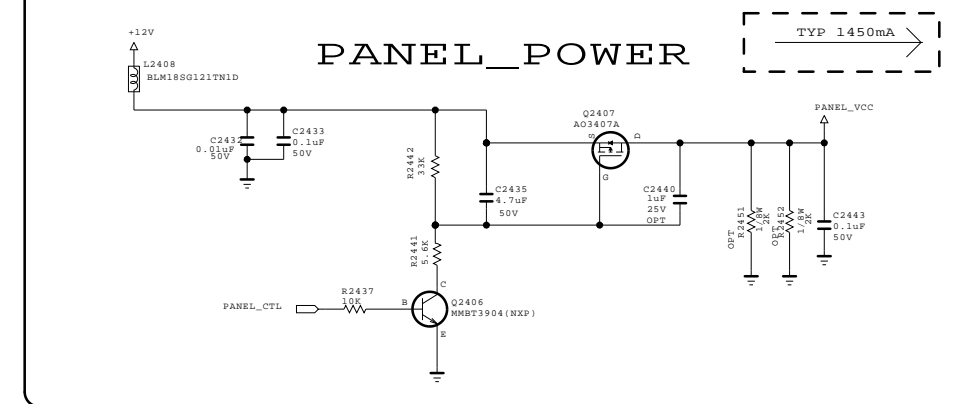 +12V
L2408
BLM18SG121TN1D
PANEL_POWER
TYP 1450mA
C2432
0.01uF
50V
C2433
0.1uF
50V
R2442
33K
Q2407
AO3407A
S
D
G
PANEL_VCC
C2435
4.7uF
50V
C2440
1uF
25V
OPT
OPT
R2451
1/8W
2K
OPT
R2452
1/8W
2K
C2443
0.1uF
50V
R2441
5.6K
PANEL_CTL
R2437
10K
B
C
E
Q2406
MMBT3904(NXP)